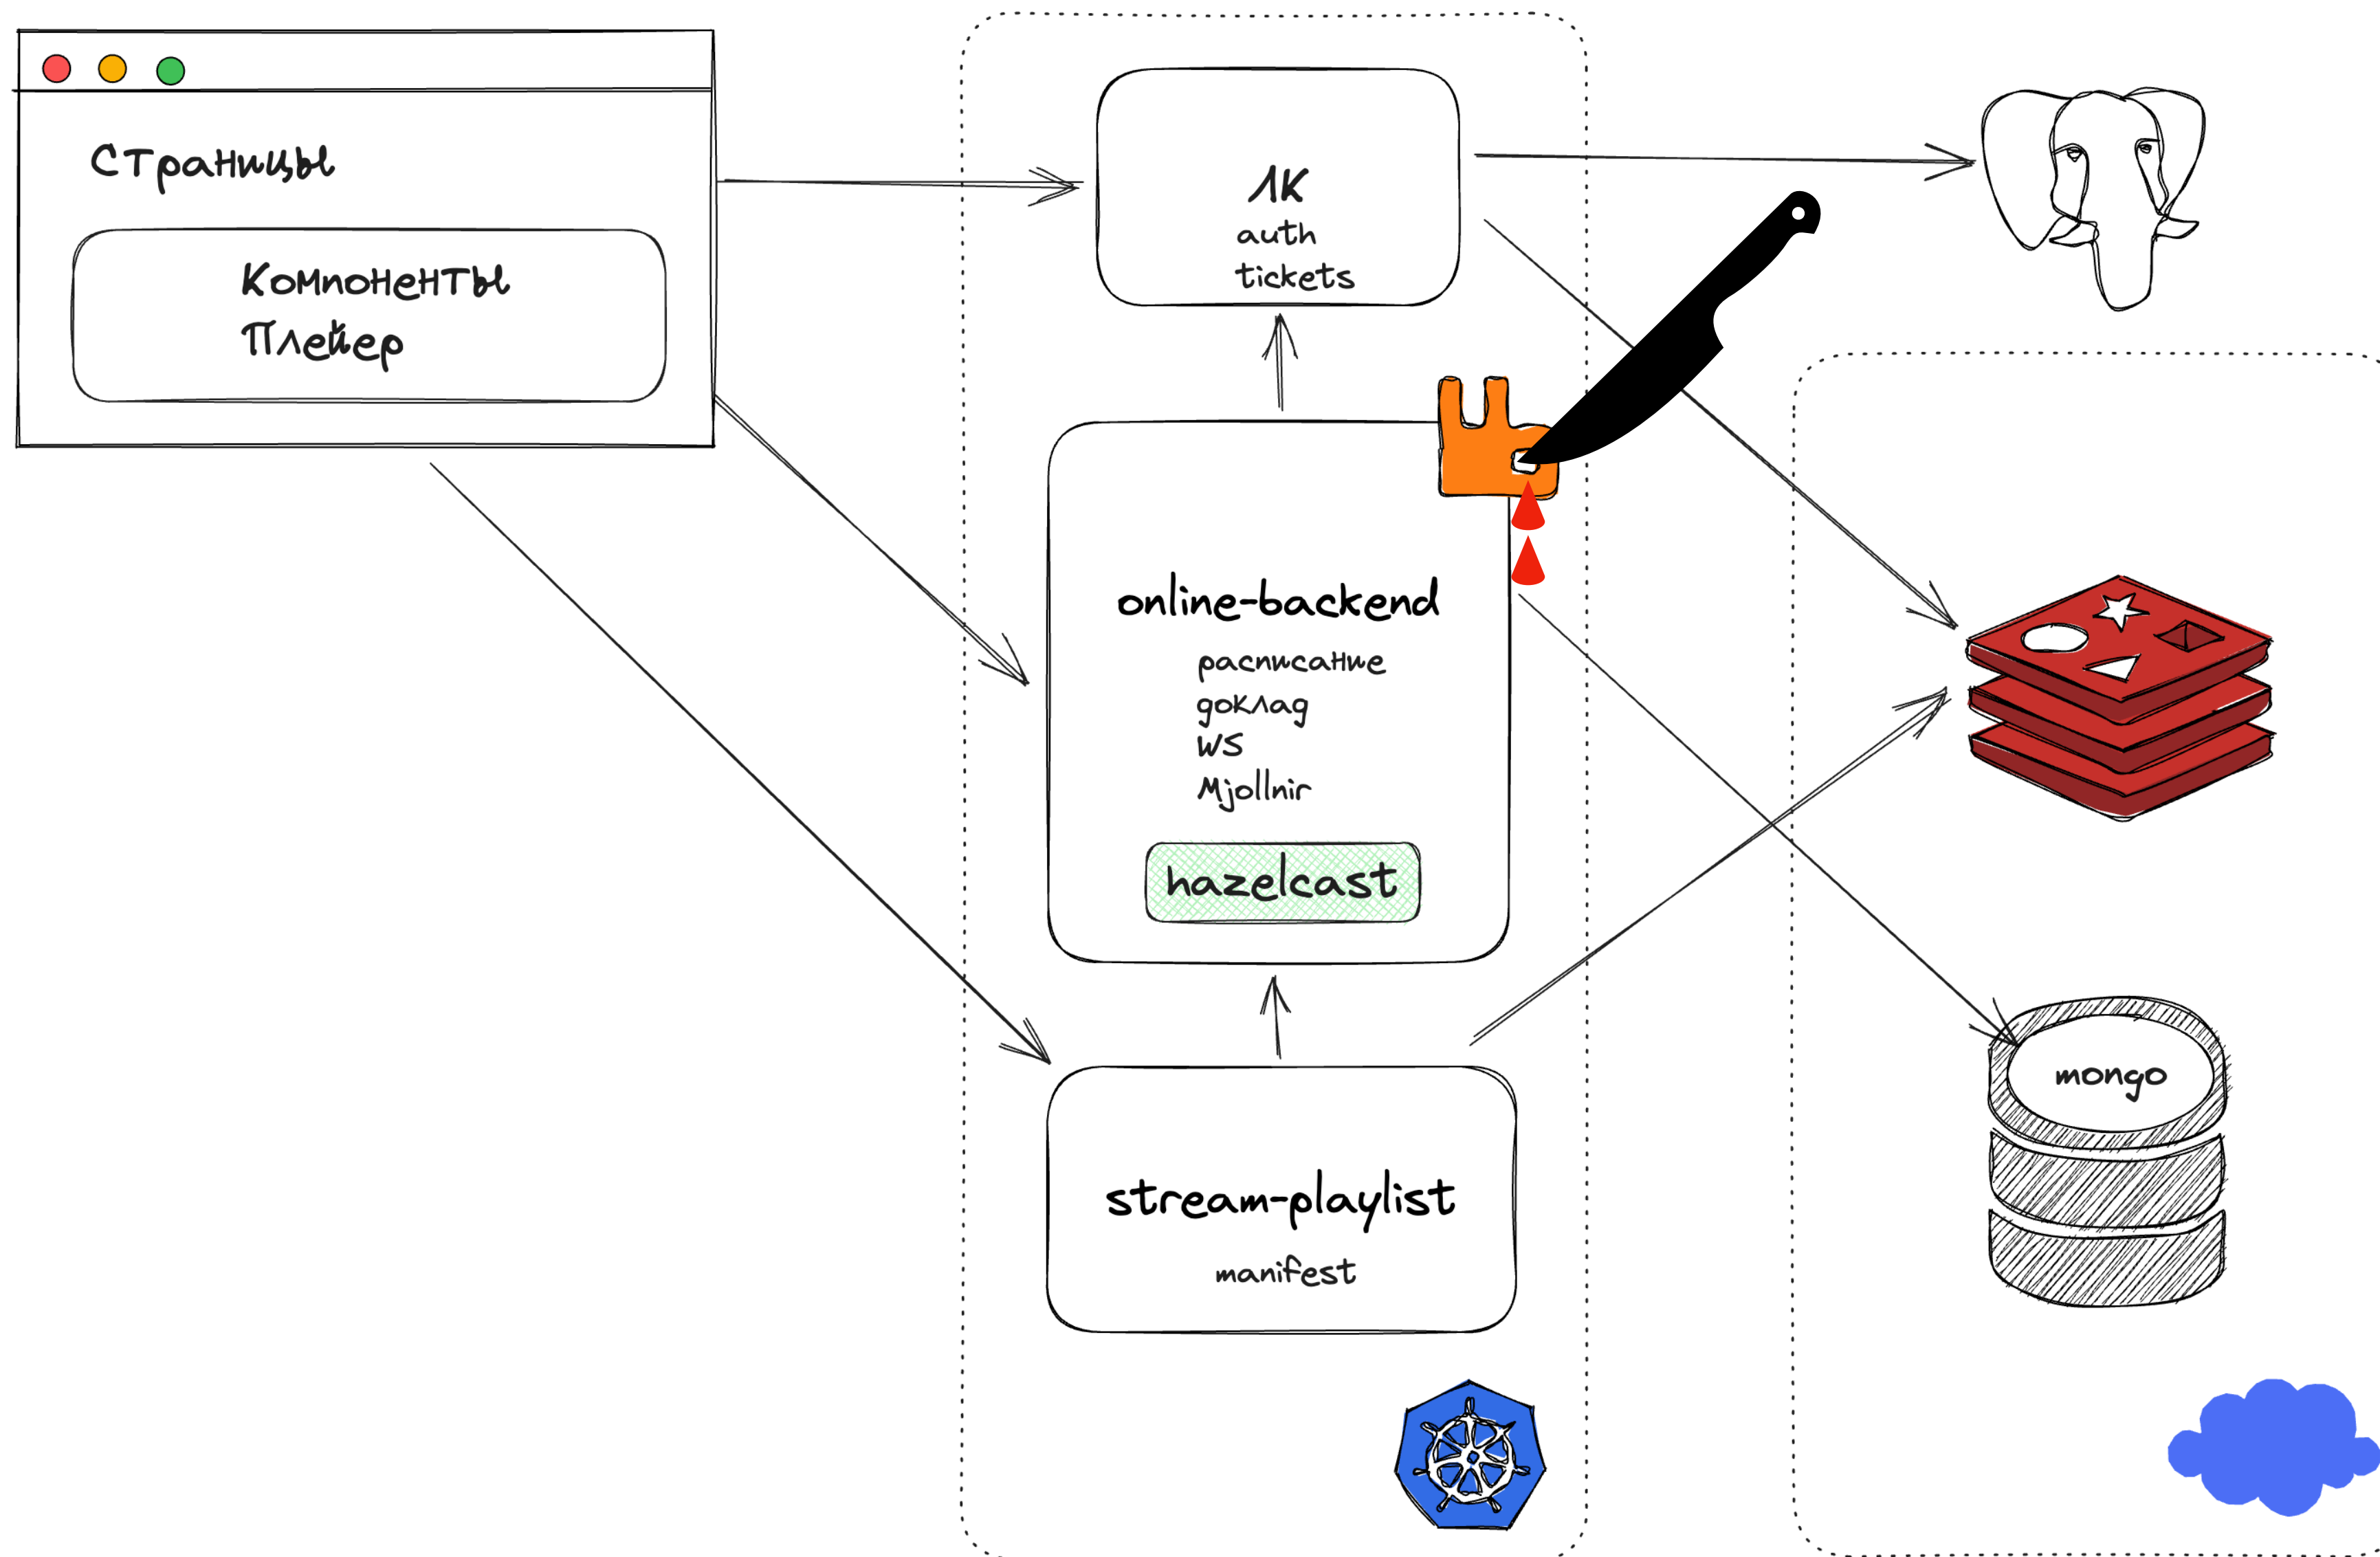 Страницы
Компоненты
Плейер
ЛК
auth
tickets
online-backend
расписание
доклад
WS
Mjollnir
hazelcast
stream-playlist
manifest
mongo